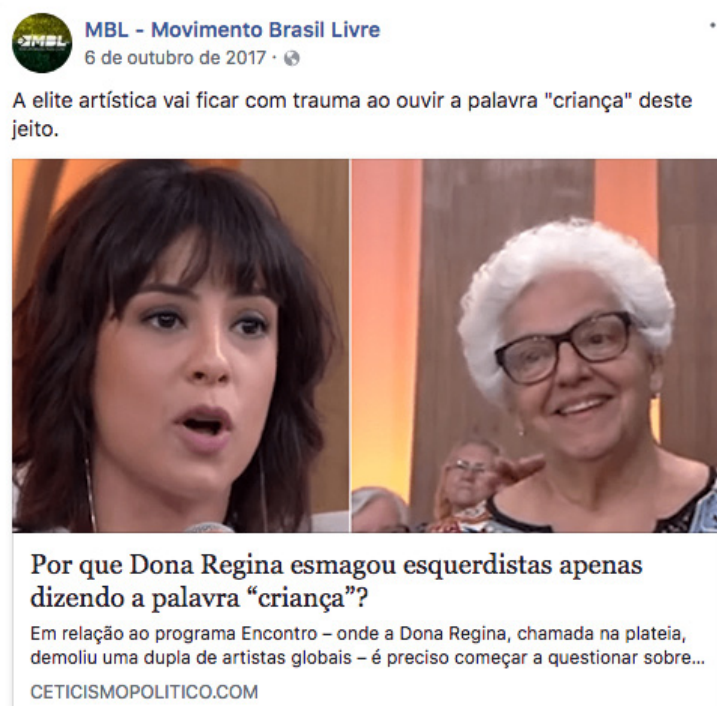 MBL - Movimento Brasil Livre
6 de outubro de 2017 ·
A elite artística vai ficar com trauma ao ouvir a palavra "criança" deste
jeito.
Por que Dona Regina esmagou esquerdistas apenas
dizendo a palavra “criança”?
Em relação ao programa Encontro – onde a Dona Regina, chamada na plateia,
demoliu uma dupla de artistas globais – é preciso começar a questionar sobre...
CETICISMOPOLITICO.COM